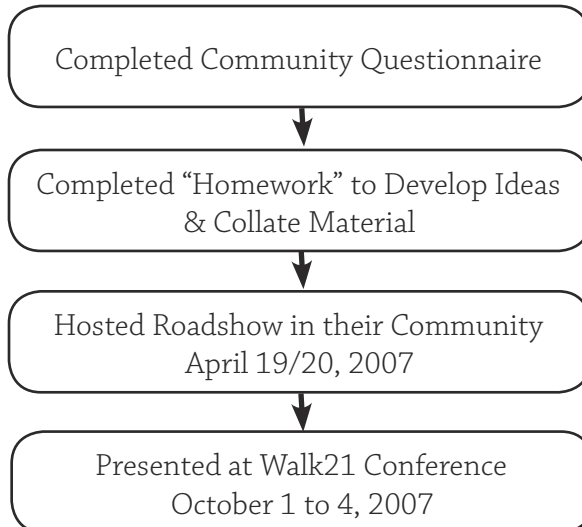 Completed Community Questionnaire
Completed “Homework” to Develop Ideas
& Collate Material
Hosted Roadshow in their Community
April 19/20, 2007
Presented at Walk21 Conference
October 1 to 4, 2007